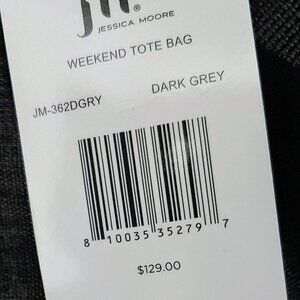 jm®
JESSICA MOORE
WEEKEND TOTE BAG
JM-362DGRY DARK GREY
8 10035 35279 7
$129.00